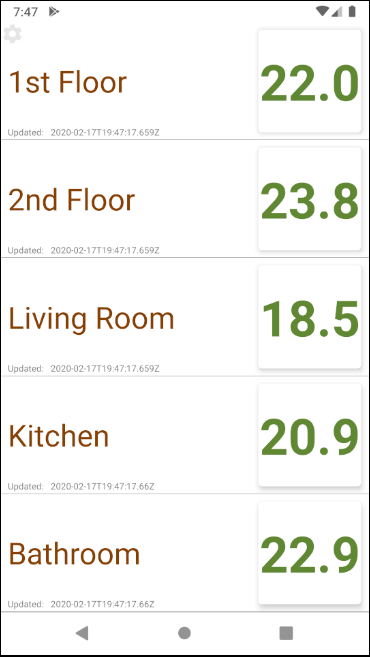 7:47
1st Floor
22.0
Updated: 2020-02-17T19:47:17.659Z
2nd Floor
23.8
Updated: 2020-02-17T19:47:17.659Z
Living Room
18.5
Updated: 2020-02-17T19:47:17.659Z
Kitchen
20.9
Updated: 2020-02-17T19:47:17.66Z
Bathroom
22.9
Updated: 2020-02-17T19:47:17.66Z